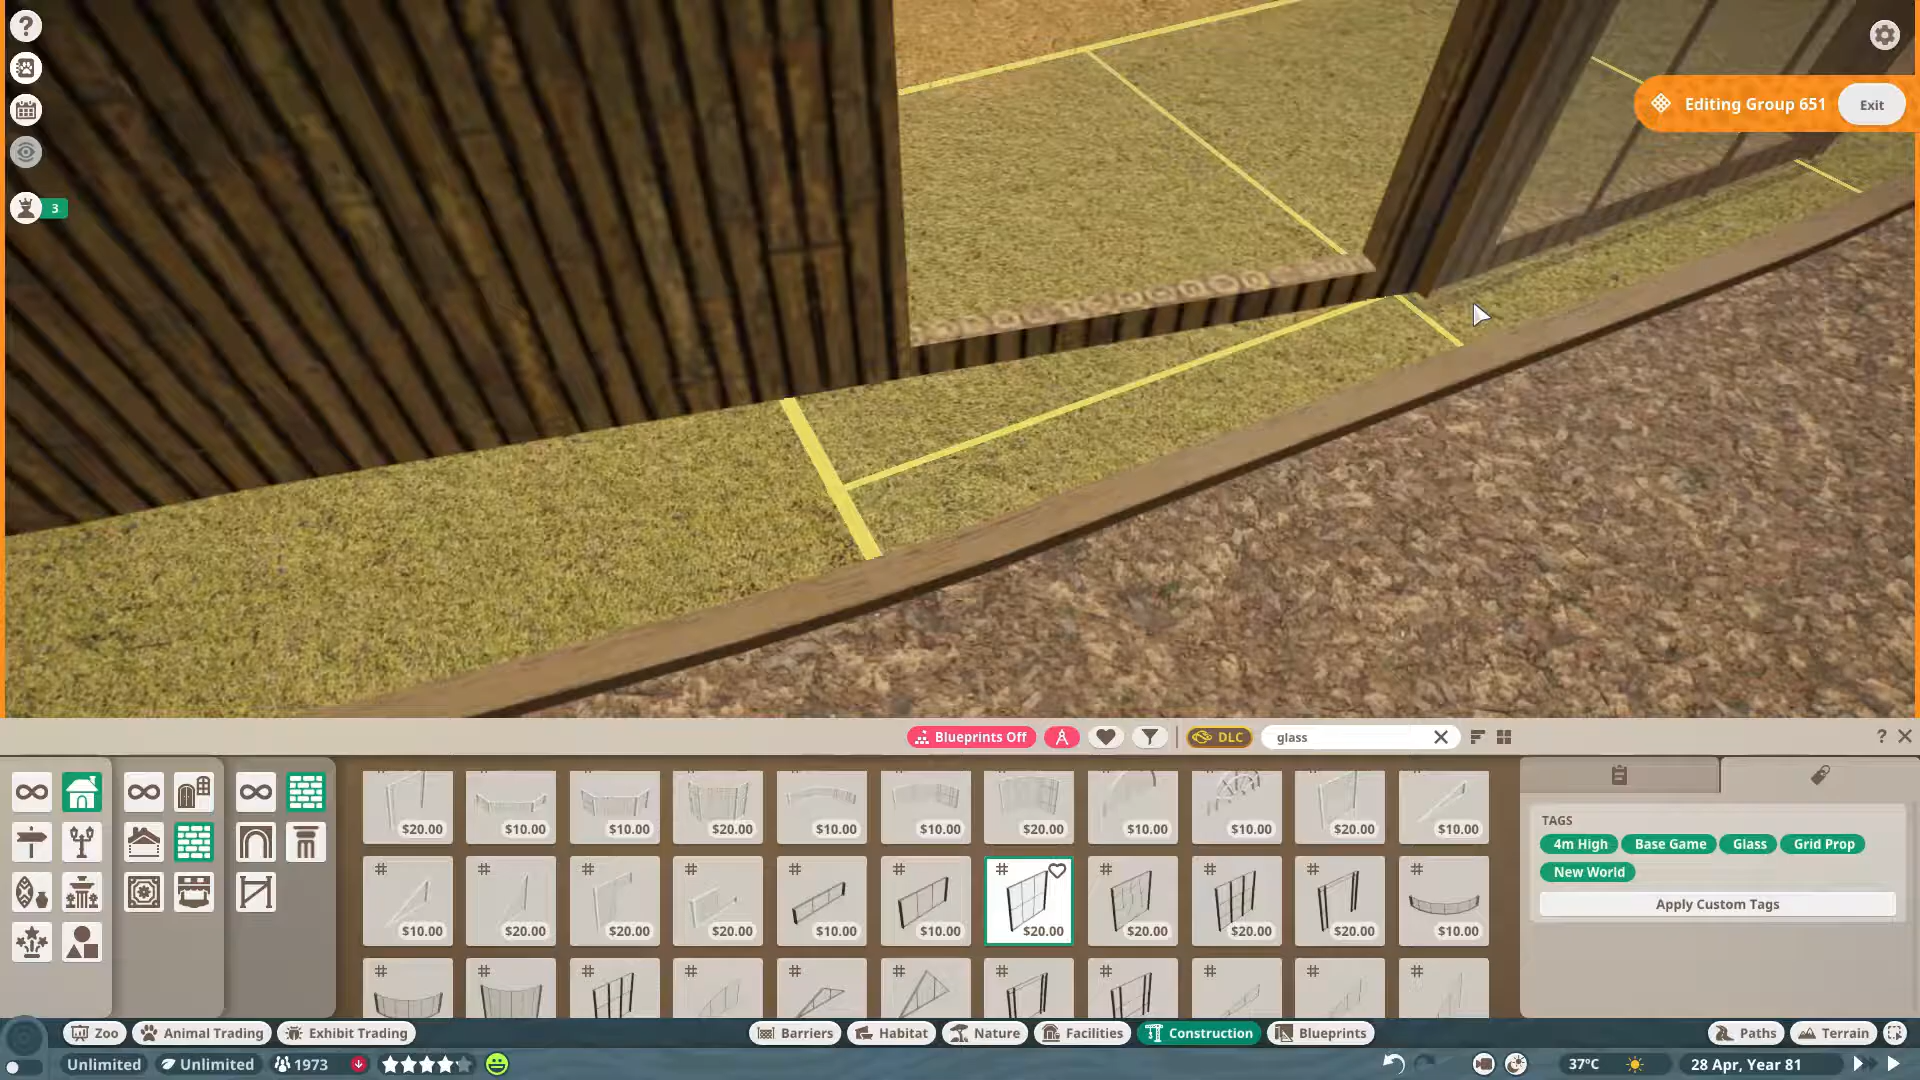 ?
3
Editing Group 651
Exit
Blueprints Off
DLC
glass
?
$20.00
$10.00
$10.00
$20.00
$10.00
$10.00
$20.00
$10.00
$10.00
$20.00
$10.00
#
$10.00
#
$20.00
#
$20.00
#
$20.00
#
$10.00
#
$10.00
#
$20.00
#
$20.00
#
$20.00
#
$20.00
#
$10.00
# # # # # # # # # # #
TAGS
4m High
Base Game
Glass
Grid Prop
New World
Apply Custom Tags
Zoo
Animal Trading
Exhibit Trading
Barriers
Habitat
Nature
Facilities
Construction
Blueprints
Paths
Terrain
Unlimited
Unlimited
1973
37°C
28 Apr, Year 81